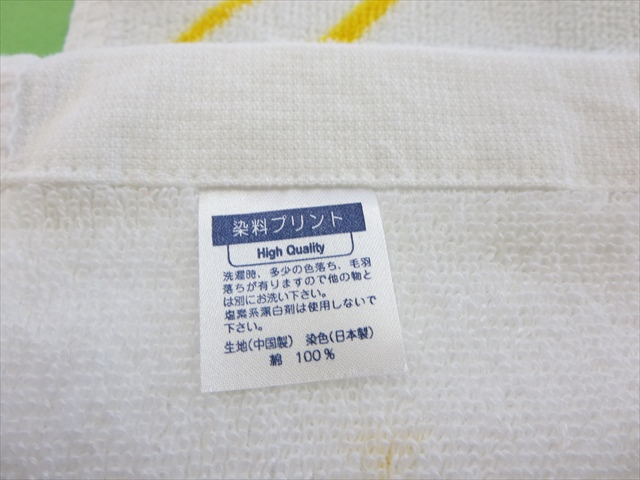 染料プリント
High Quality
洗濯時、多少の色落ち、毛羽
落ちが有りますので他の物と
は別にお洗い下さい。
塩素系漂白剤は使用しないで
下さい。
生地(中国製) 染色(日本製)
綿 100%